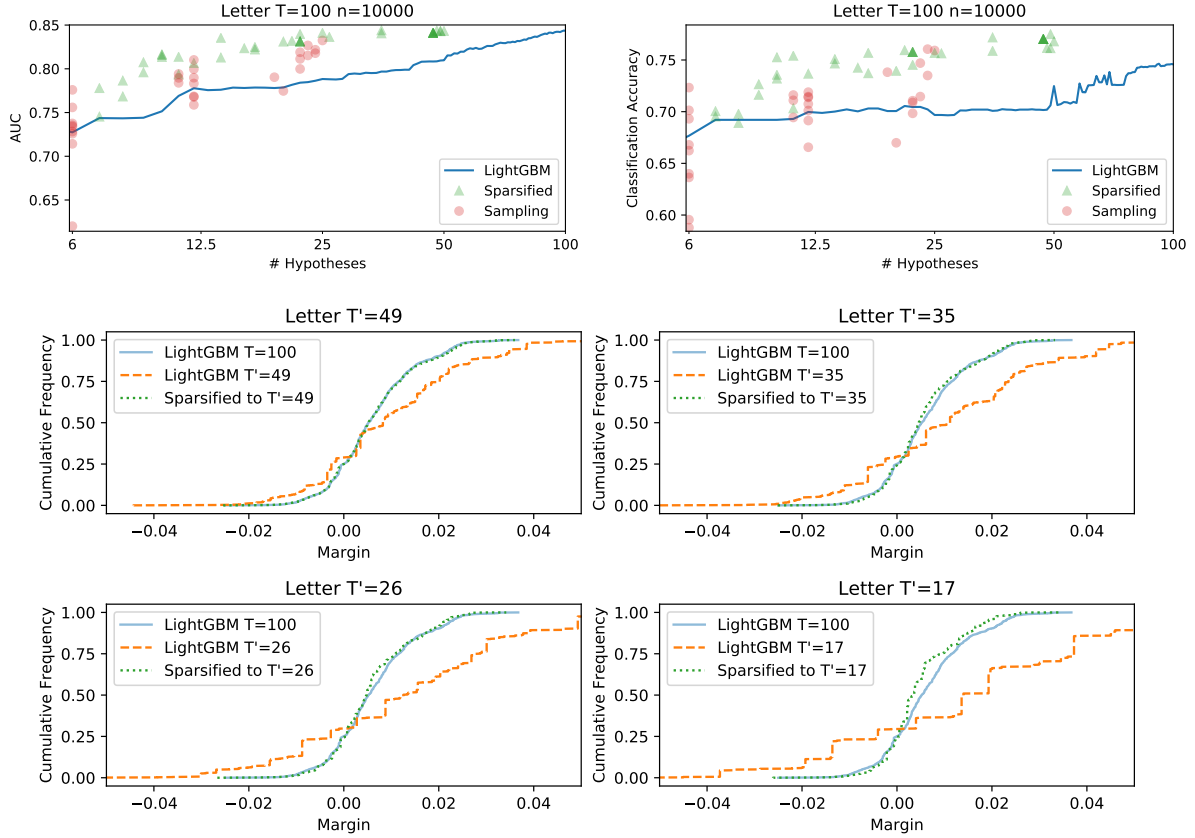 Letter T=100 n=10000
0.85
0.80
0.75
0.70
0.65
AUC
LightGBM
Sparsified
Sampling
6
12.5
25
50
100
# Hypotheses
Letter T=100 n=10000
0.75
0.70
0.65
0.60
Classification Accuracy
LightGBM
Sparsified
Sampling
6
12.5
25
50
100
# Hypotheses
Letter T'=49
1.00
0.75
0.50
0.25
0.00
Cumulative Frequency
LightGBM T=100
LightGBM T'=49
Sparsified to T'=49
−0.04
−0.02
0.00
0.02
0.04
Margin
Letter T'=35
1.00
0.75
0.50
0.25
0.00
Cumulative Frequency
LightGBM T=100
LightGBM T'=35
Sparsified to T'=35
−0.04
−0.02
0.00
0.02
0.04
Margin
Letter T'=26
1.00
0.75
0.50
0.25
0.00
Cumulative Frequency
LightGBM T=100
LightGBM T'=26
Sparsified to T'=26
−0.04
−0.02
0.00
0.02
0.04
Margin
Letter T'=17
1.00
0.75
0.50
0.25
0.00
Cumulative Frequency
LightGBM T=100
LightGBM T'=17
Sparsified to T'=17
−0.04
−0.02
0.00
0.02
0.04
Margin